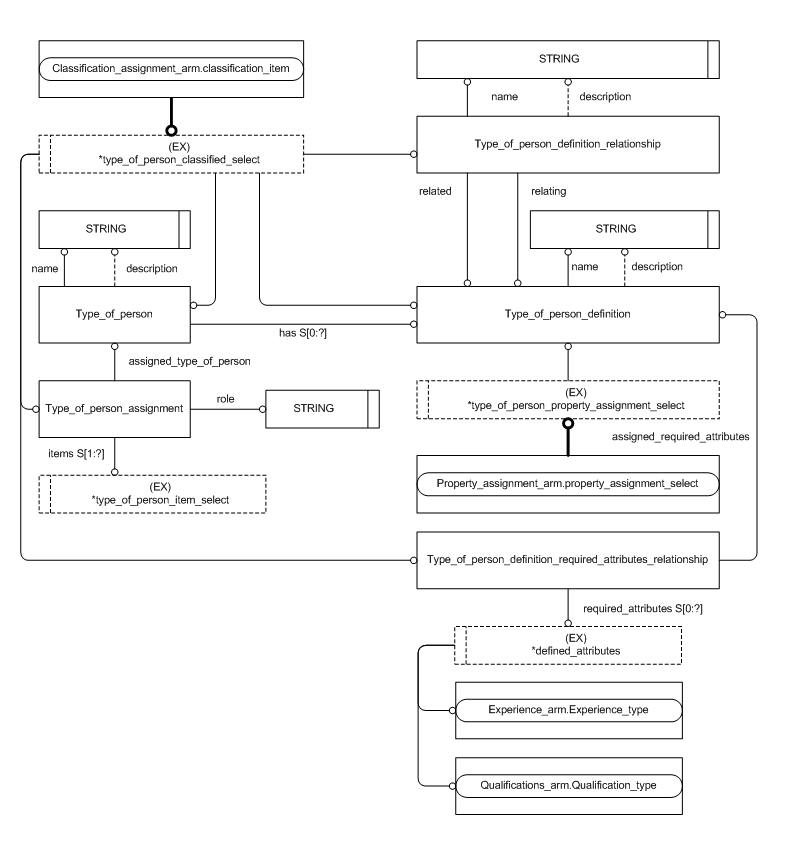 Classification_assignment_arm.classification_item
STRING
name
description
(EX)
*type_of_person_classified_select
Type_of_person_definition_relationship
related
relating
STRING
STRING
name
description
name
description
Type_of_person
Type_of_person_definition
has S[0:?]
assigned_type_of_person
Type_of_person_assignment
role
STRING
(EX)
*type_of_person_property_assignment_select
assigned_required_attributes
items S[1:?]
(EX)
*type_of_person_item_select
Property_assignment_arm.property_assignment_select
Type_of_person_definition_required_attributes_relationship
required_attributes S[0:?]
(EX)
*defined_attributes
Experience_arm.Experience_type
Qualifications_arm.Qualification_type